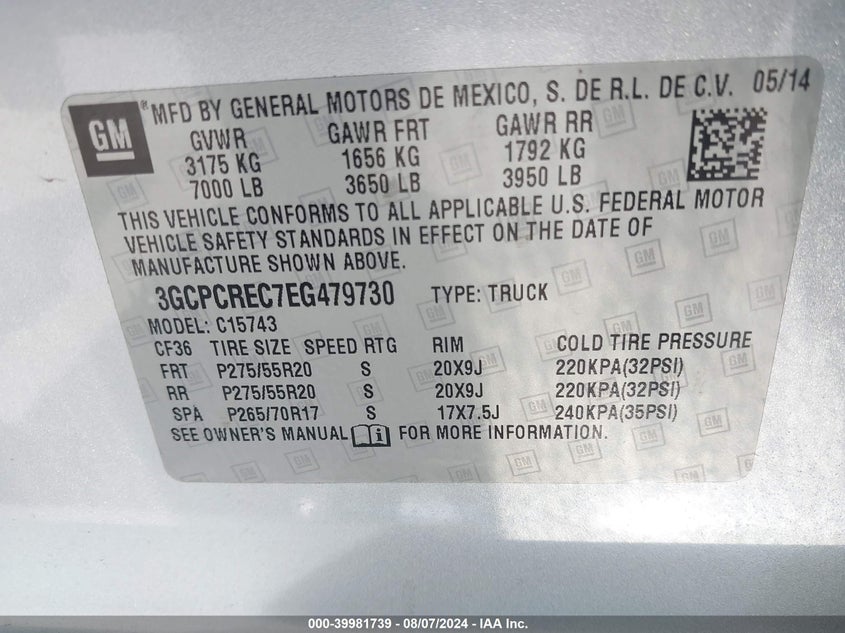 GM ® MFD BY GENERAL MOTORS DE MEXICO, S. DE R.L. DE C.V. 05/14
GVWR GAWR FRT GAWR RR
3175 KG 1656 KG 1792 KG
7000 LB 3650 LB 3950 LB
THIS VEHICLE CONFORMS TO ALL APPLICABLE U.S. FEDERAL MOTOR
VEHICLE SAFETY STANDARDS IN EFFECT ON THE DATE OF
MANUFACTURE SHOWN ABOVE.
3GCPCREC7EG479730 TYPE: TRUCK
MODEL: C15743
CF36 TIRE SIZE SPEED RTG RIM COLD TIRE PRESSURE
FRT P275/55R20 S 20X9J 220KPA(32PSI)
RR P275/55R20 S 20X9J 220KPA(32PSI)
SPA P265/70R17 S 17X7.5J 240KPA(35PSI)
SEE OWNER'S MANUAL FOR MORE INFORMATION.
000-39981739 - 08/07/2024 - IAA Inc.